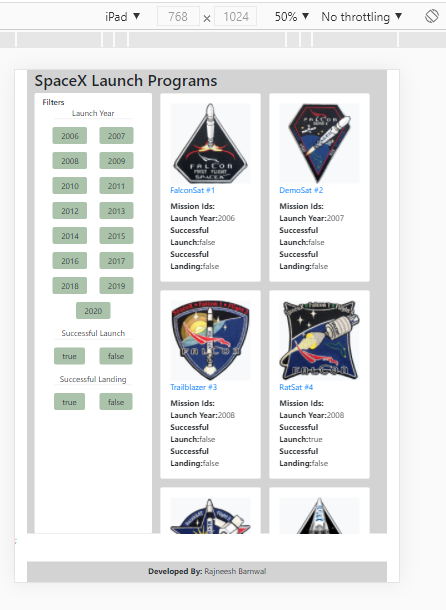 iPad ▼ 768 × 1024 50% ▼ No throttling ▼
SpaceX Launch Programs
Filters
Launch Year
2006 2007
2008 2009
2010 2011
2012 2013
2014 2015
2016 2017
2018 2019
2020
Successful Launch
true false
Successful Landing
true false
FALCON
FIRST FLIGHT
SPACEX
FalconSat #1
Mission Ids:
Launch Year:2006
Successful
Launch:false
Successful
Landing:false
FALCON
DemoSat #2
Mission Ids:
Launch Year:2007
Successful
Launch:false
Successful
Landing:false
FALCON
Trailblazer #3
Mission Ids:
Launch Year:2008
Successful
Launch:false
Successful
Landing:false
FALCON
RatSat #4
Mission Ids:
Launch Year:2008
Successful
Launch:true
Successful
Landing:false
;
Developed By: Rajneesh Barnwal